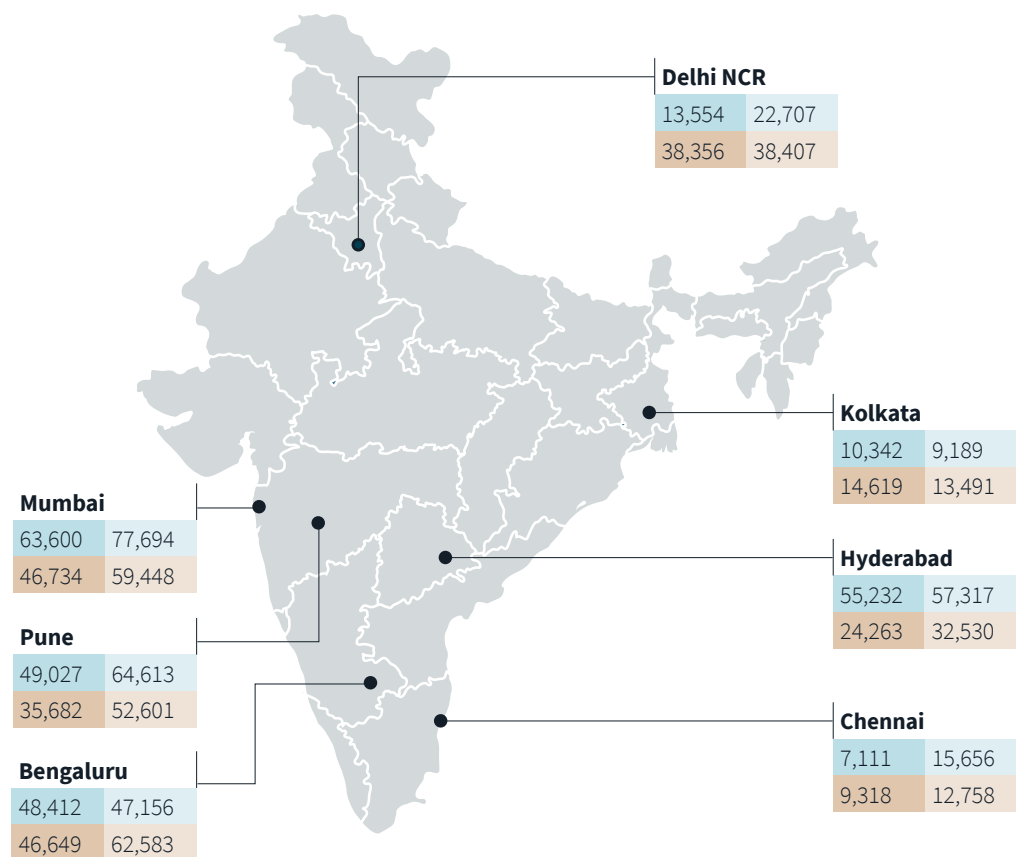 Delhi NCR
13,554 22,707
38,356 38,407
Kolkata
10,342 9,189
14,619 13,491
Mumbai
63,600 77,694
46,734 59,448
Hyderabad
55,232 57,317
24,263 32,530
Pune
49,027 64,613
35,682 52,601
Chennai
7,111 15,656
9,318 12,758
Bengaluru
48,412 47,156
46,649 62,583